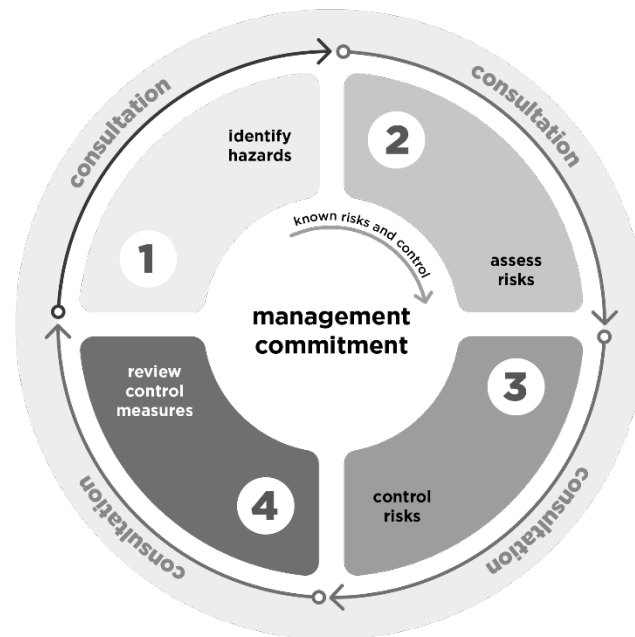 consultation
consultation
identify
hazards
1
2
assess
risks
known risks and control
management
commitment
review
control
measures
4
3
control
risks
consultation
consultation